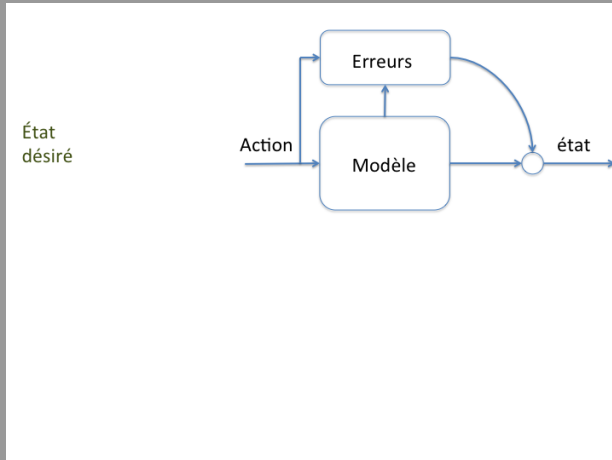 Erreurs
État
désiré
Action
Modèle
état